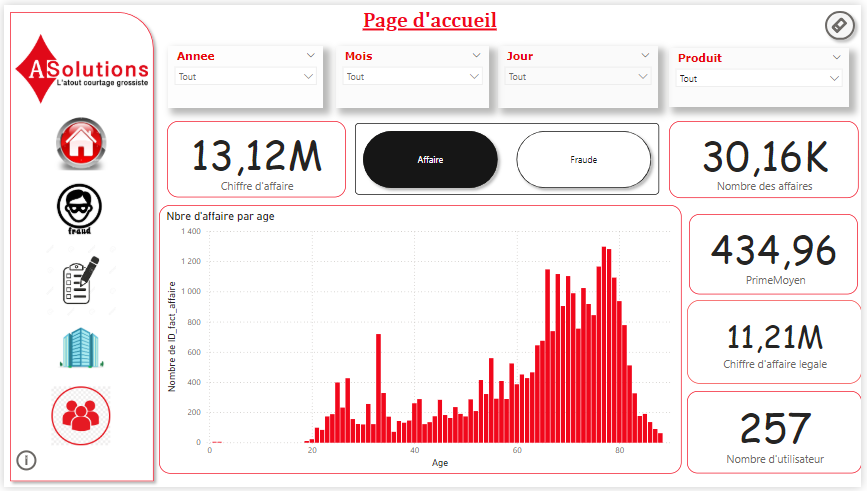 Page d'accueil
ASolutions
L'atout courtage grossiste
Annee
Tout
Mois
Tout
Jour
Tout
Produit
Tout
13,12M
Chiffre d'affaire
Affaire
Fraude
30,16K
Nombre des affaires
fraud
Nbre d'affaire par age
Nombre de ID_fact_affaire
1 400
1 200
1 000
800
600
400
200
0
0
20
40
60
80
Age
434,96
PrimeMoyen
11,21M
Chiffre d'affaire legale
257
Nombre d'utilisateur